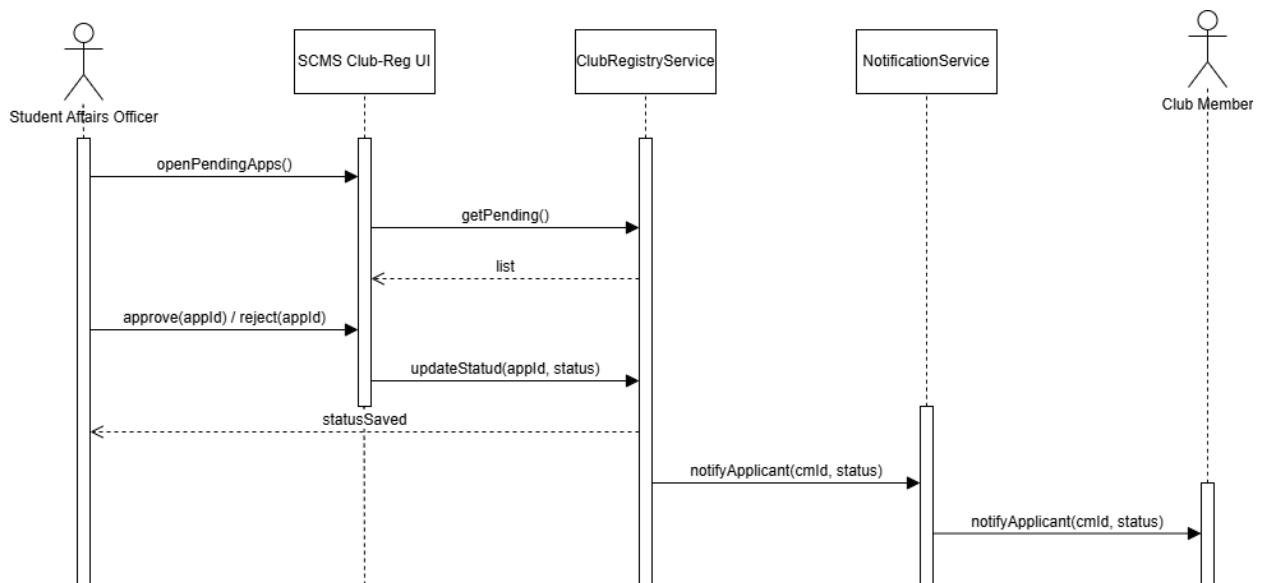 SCMS Club-Reg UI
ClubRegistryService
NotificationService
Club Member
Student Affairs Officer
openPendingApps()
getPending()
list
approve(appId) / reject(appId)
updateStatud(appId, status)
statusSaved
notifyApplicant(cmId, status)
notifyApplicant(cmId, status)